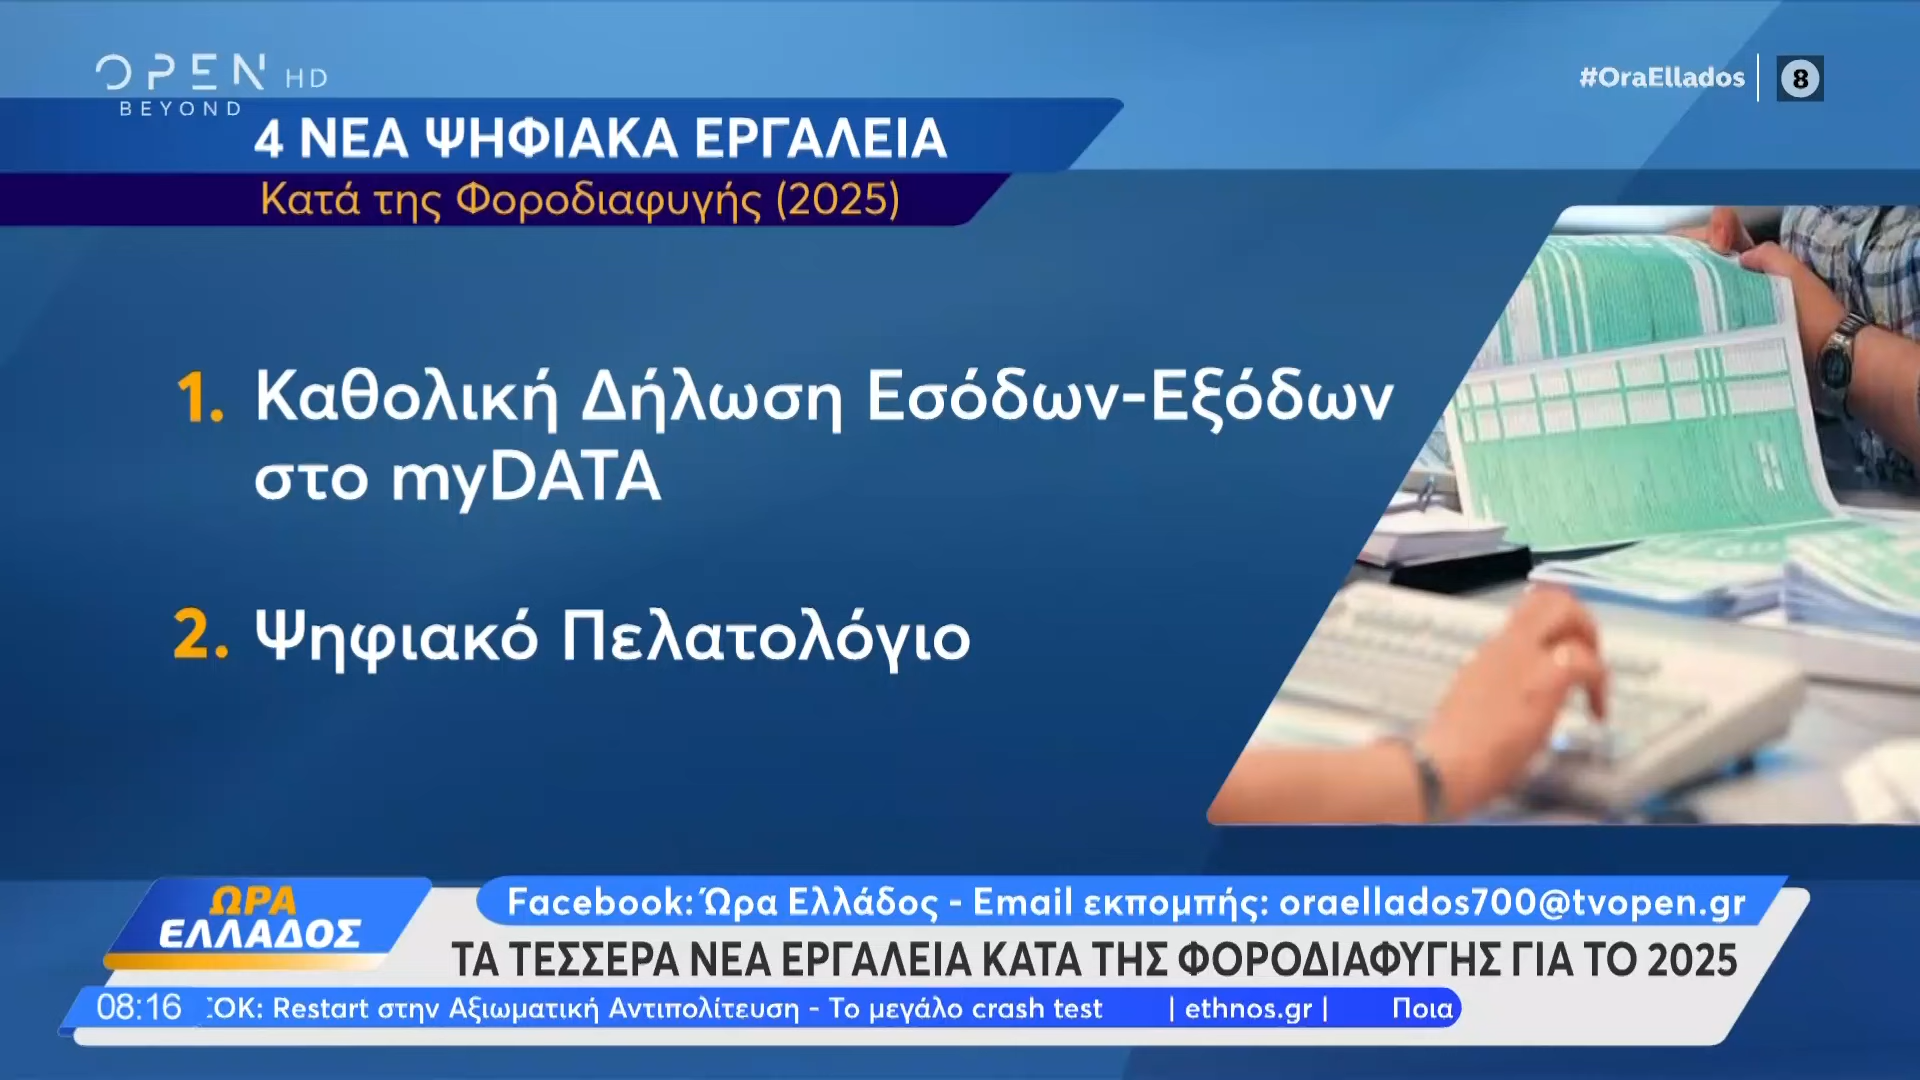 OPEN HD
BEYOND
#OraEllados
8
4 ΝΕΑ ΨΗΦΙΑΚΑ ΕΡΓΑΛΕΙΑ
Κατά της Φοροδιαφυγής (2025)
1. Καθολική Δήλωση Εσόδων-Εξόδων
στο myDATA
2. Ψηφιακό Πελατολόγιο
ΩΡΑ
ΕΛΛΑΔΟΣ
Facebook: Ώρα Ελλάδος - Email εκπομπής: oraellados700@tvopen.gr
ΤΑ ΤΕΣΣΕΡΑ ΝΕΑ ΕΡΓΑΛΕΙΑ ΚΑΤΑ ΤΗΣ ΦΟΡΟΔΙΑΦΥΓΗΣ ΓΙΑ ΤΟ 2025
08:16 ΣΟΚ: Restart στην Αξιωματική Αντιπολίτευση - Το μεγάλο crash test | ethnos.gr | Ποια